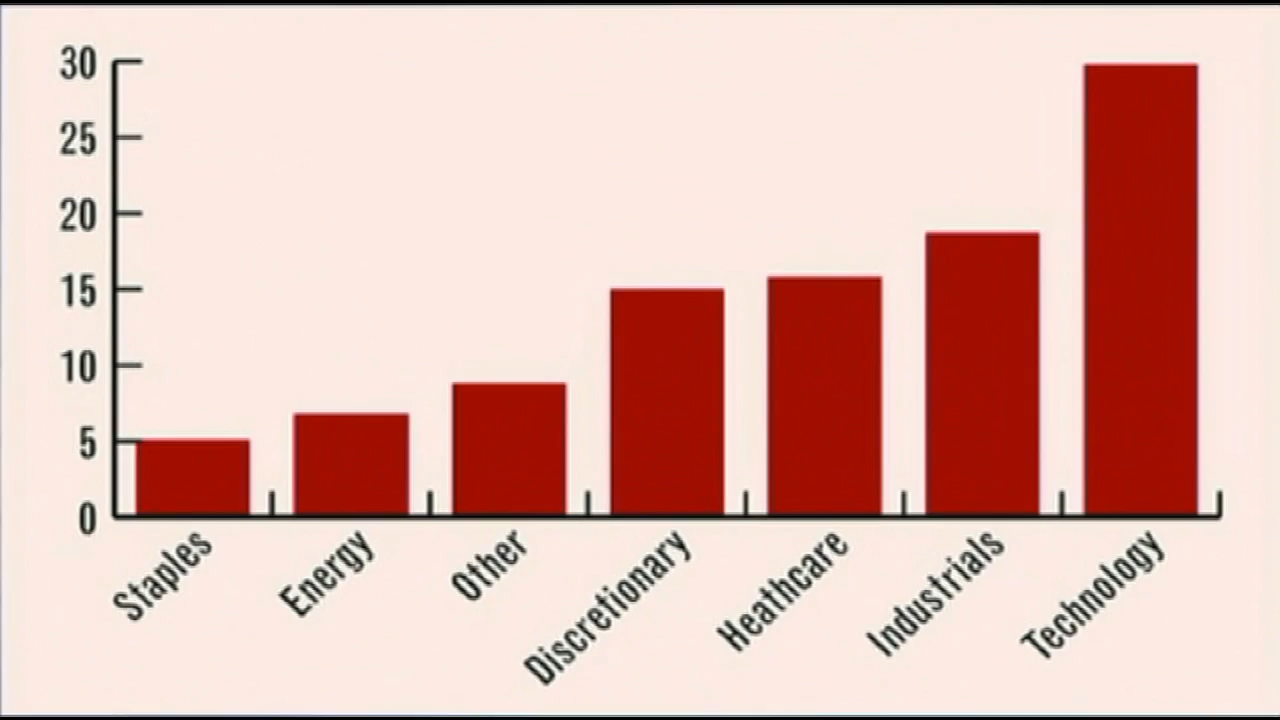 30
25
20
15
10
5
0
Staples
Energy
Other
Discretionary
Heathcare
Industrials
Technology